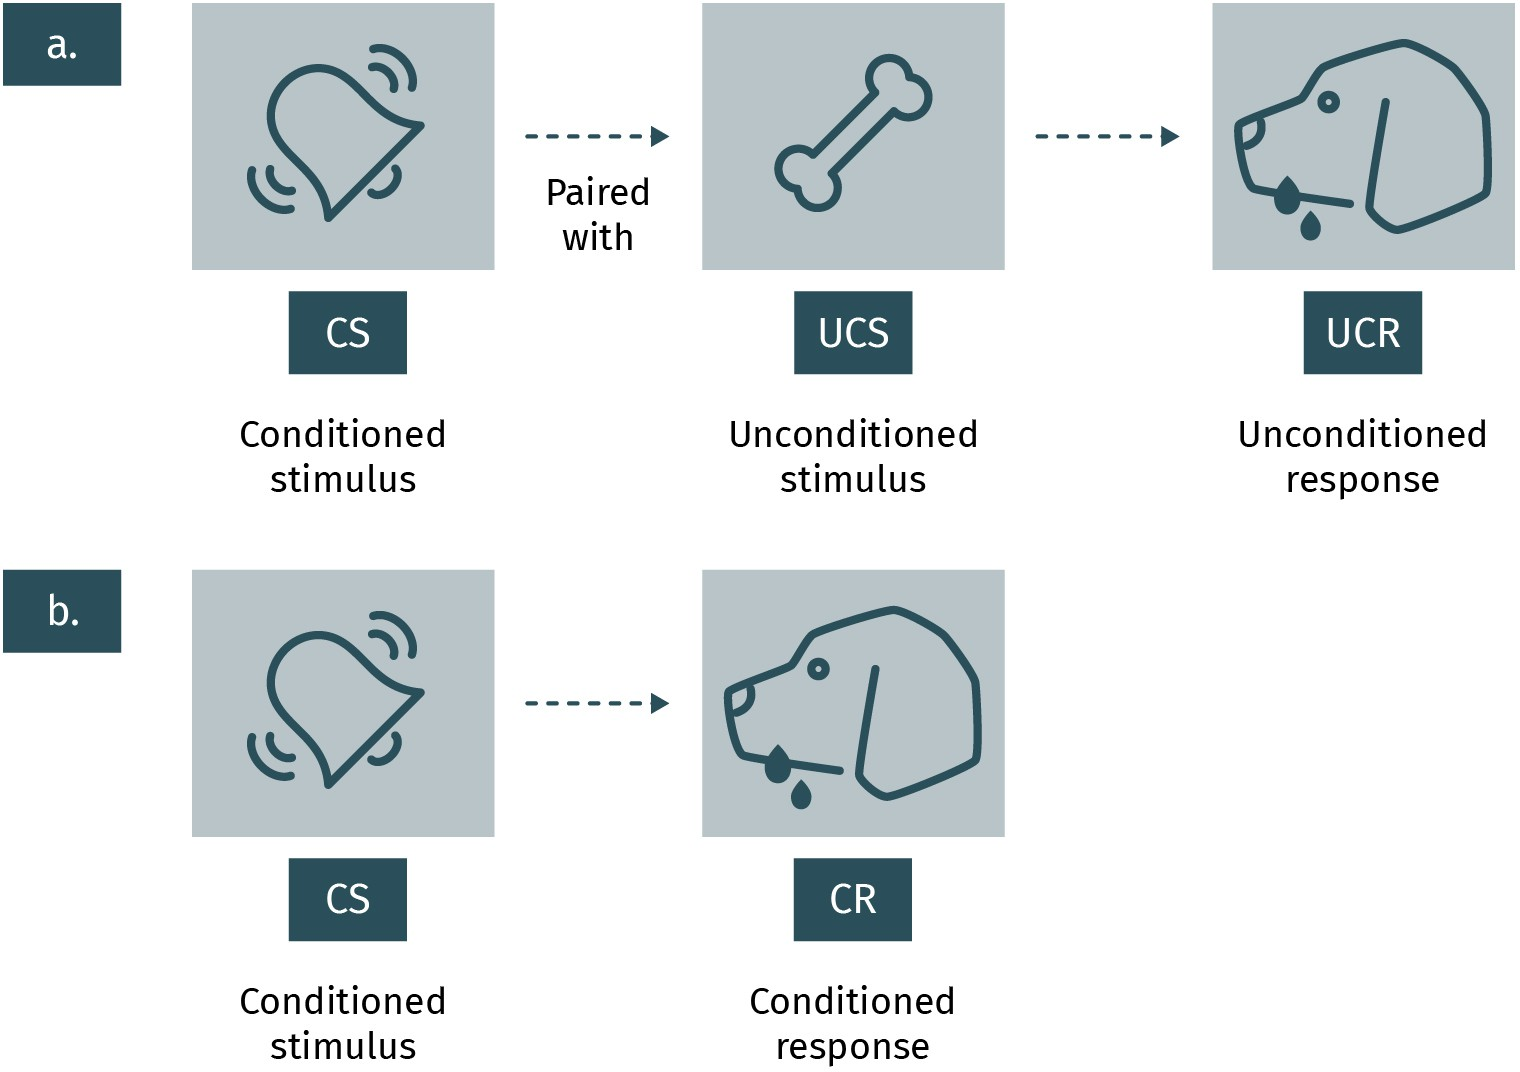 a.
Paired
with
CS
UCS
UCR
Conditioned
stimulus
Unconditioned
stimulus
Unconditioned
response
b.
CS
CR
Conditioned
stimulus
Conditioned
response